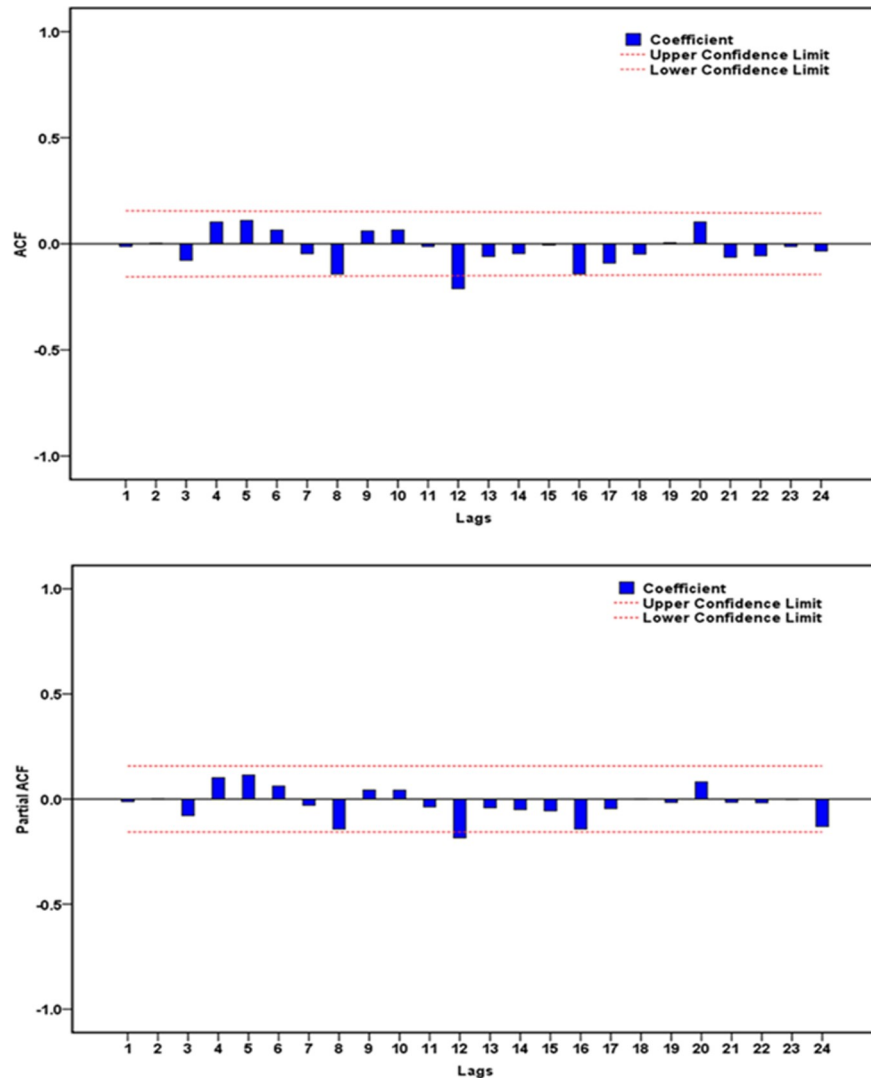 1.0
Coefficient
Upper Confidence Limit
Lower Confidence Limit
0.5
ACF
0.0
-0.5
-1.0
1 2 3 4 5 6 7 8 9 10 11 12 13 14 15 16 17 18 19 20 21 22 23 24
Lags
1.0
Coefficient
Upper Confidence Limit
Lower Confidence Limit
0.5
Partial ACF
0.0
-0.5
-1.0
1 2 3 4 5 6 7 8 9 10 11 12 13 14 15 16 17 18 19 20 21 22 23 24
Lags